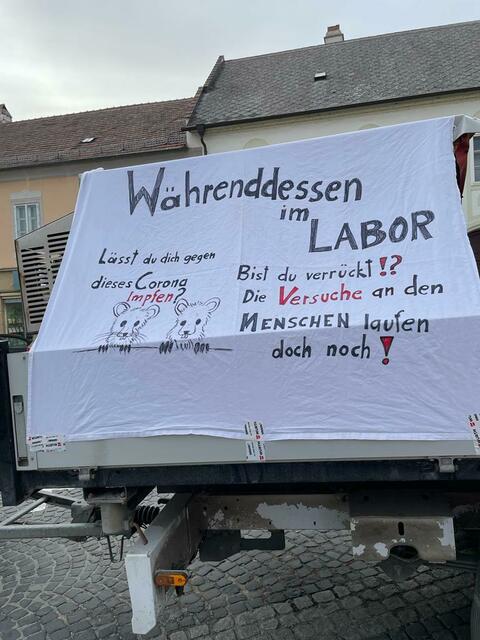 Währenddessen
im
LABOR
Lässt du dich gegen
dieses Corona
Impfen?
Bist du verrückt!?
Die Versuche an den
MENSCHEN laufen
doch noch!